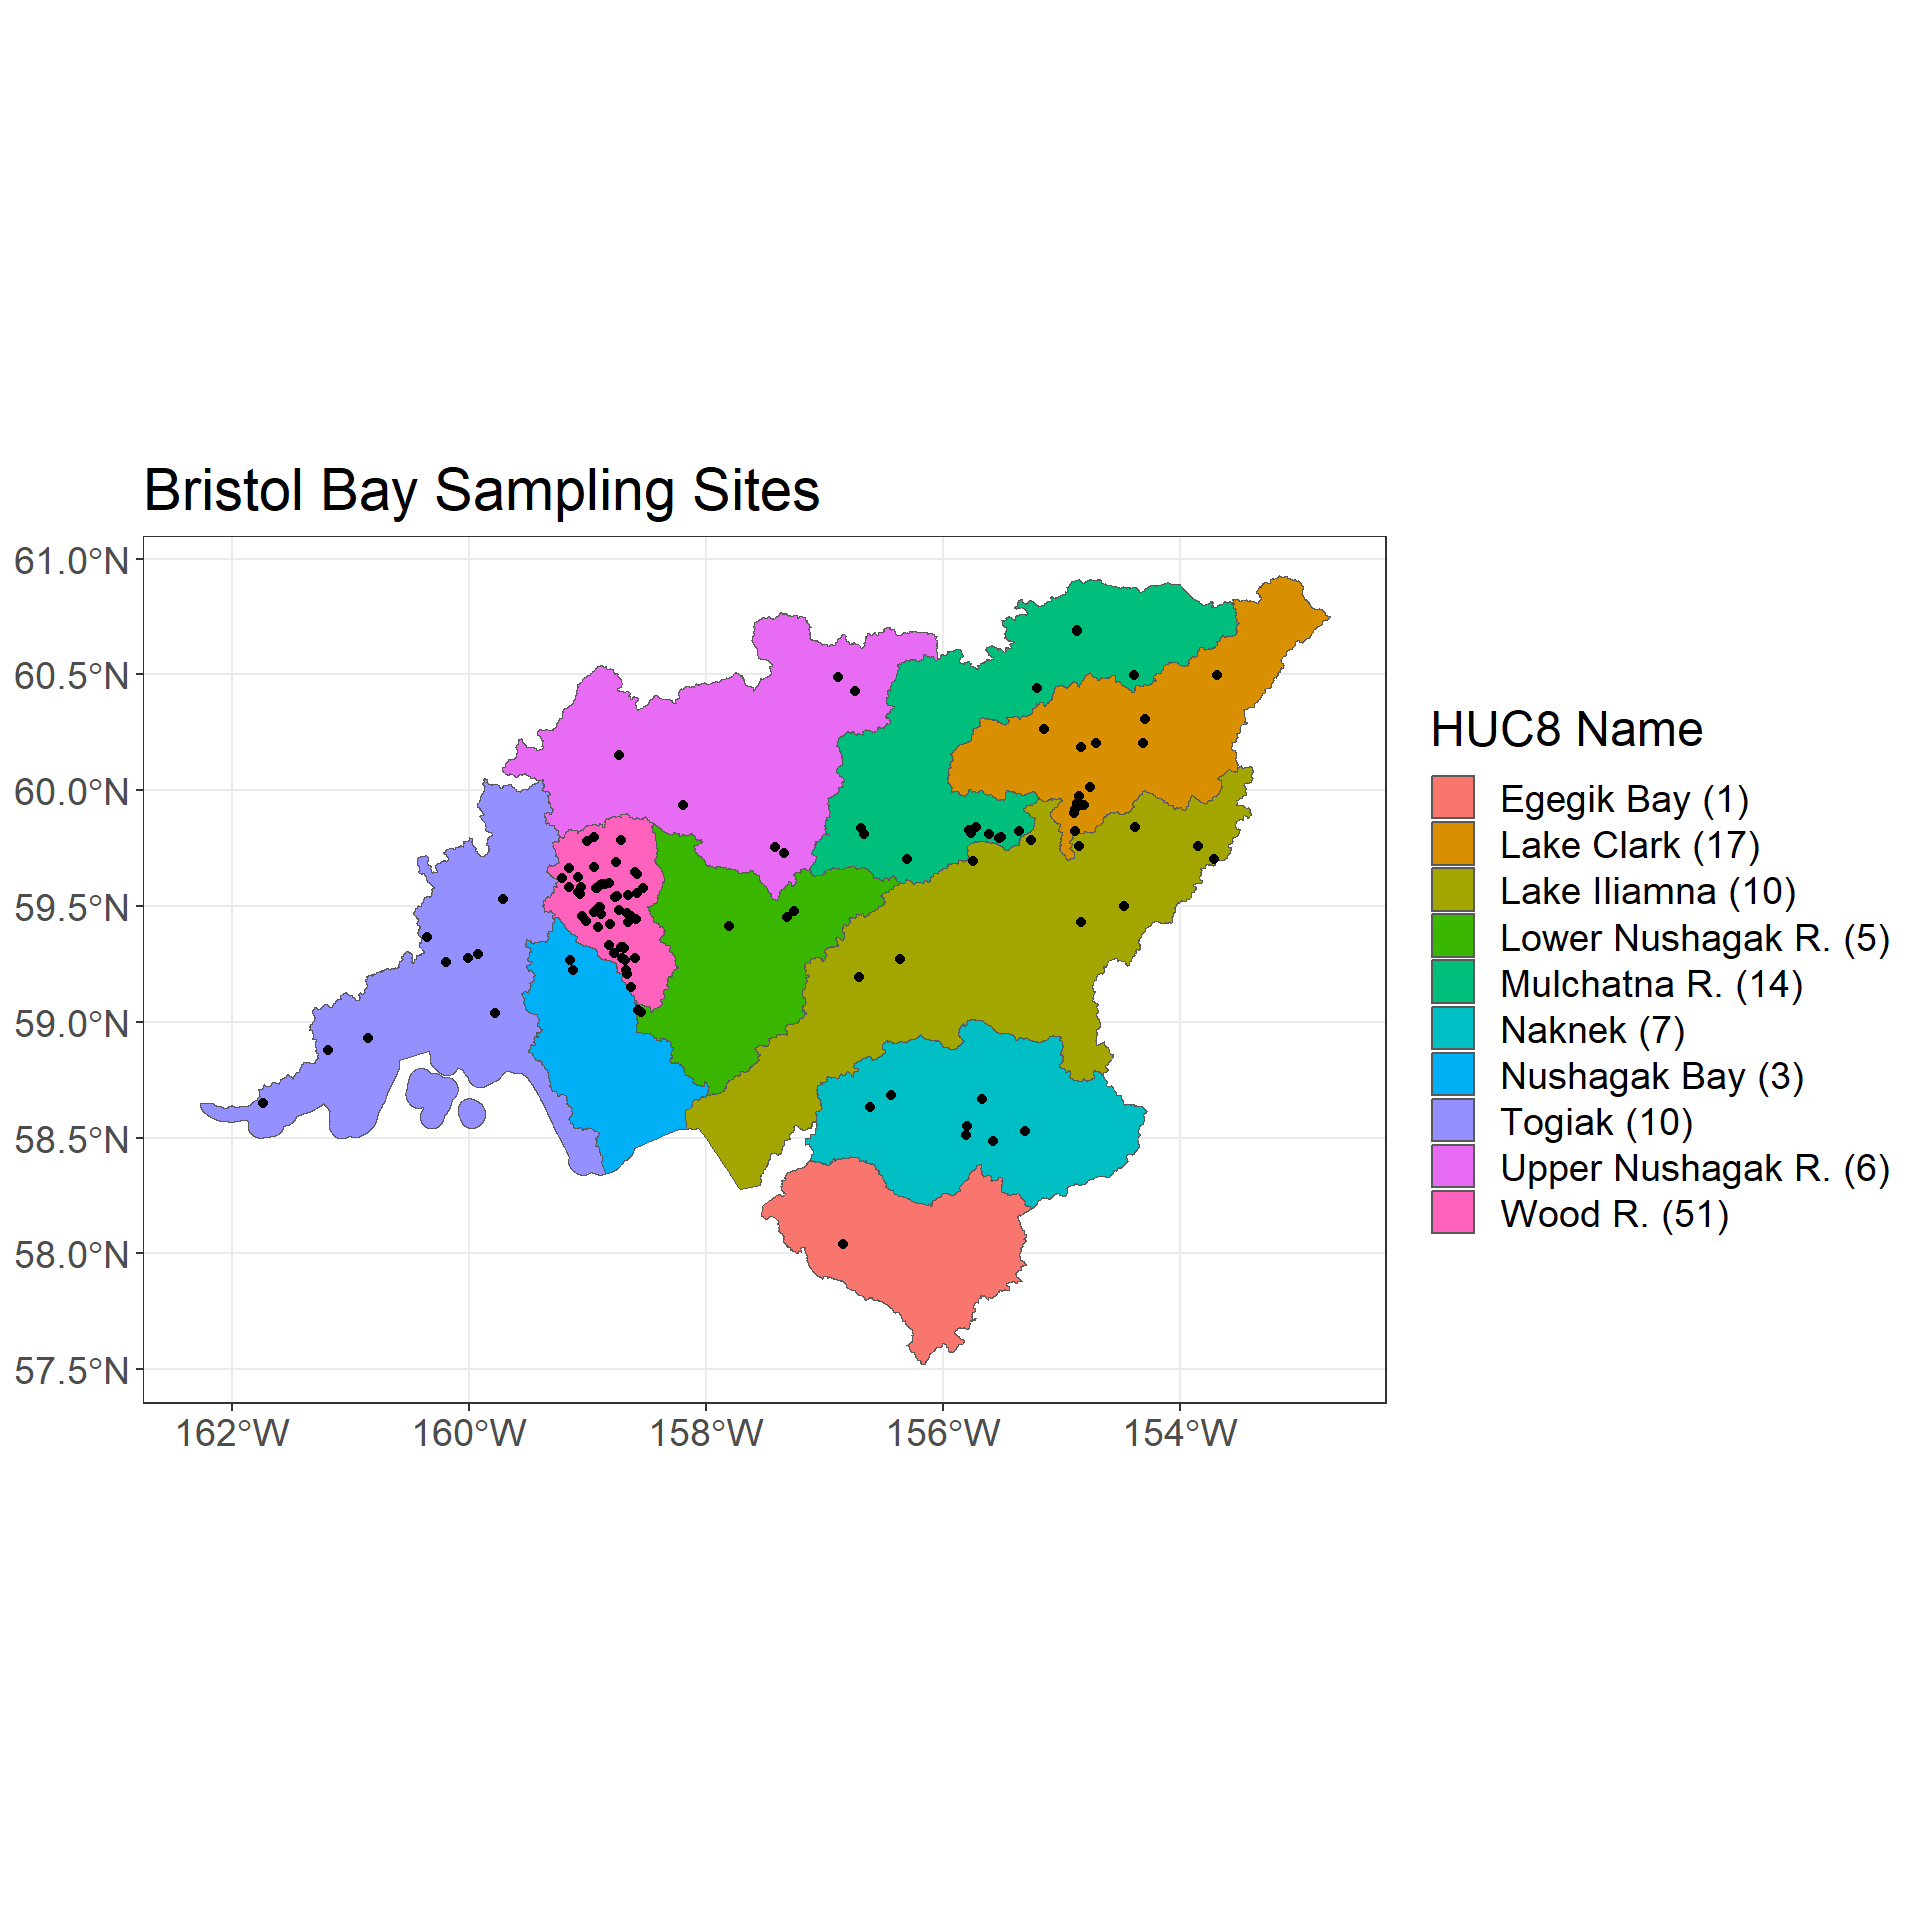 Bristol Bay Sampling Sites
61.0°N
60.5°N
60.0°N
59.5°N
59.0°N
58.5°N
58.0°N
57.5°N
162°W
160°W
158°W
156°W
154°W
HUC8 Name
Egegik Bay (1)
Lake Clark (17)
Lake Iliamna (10)
Lower Nushagak R. (5)
Mulchatna R. (14)
Naknek (7)
Nushagak Bay (3)
Togiak (10)
Upper Nushagak R. (6)
Wood R. (51)